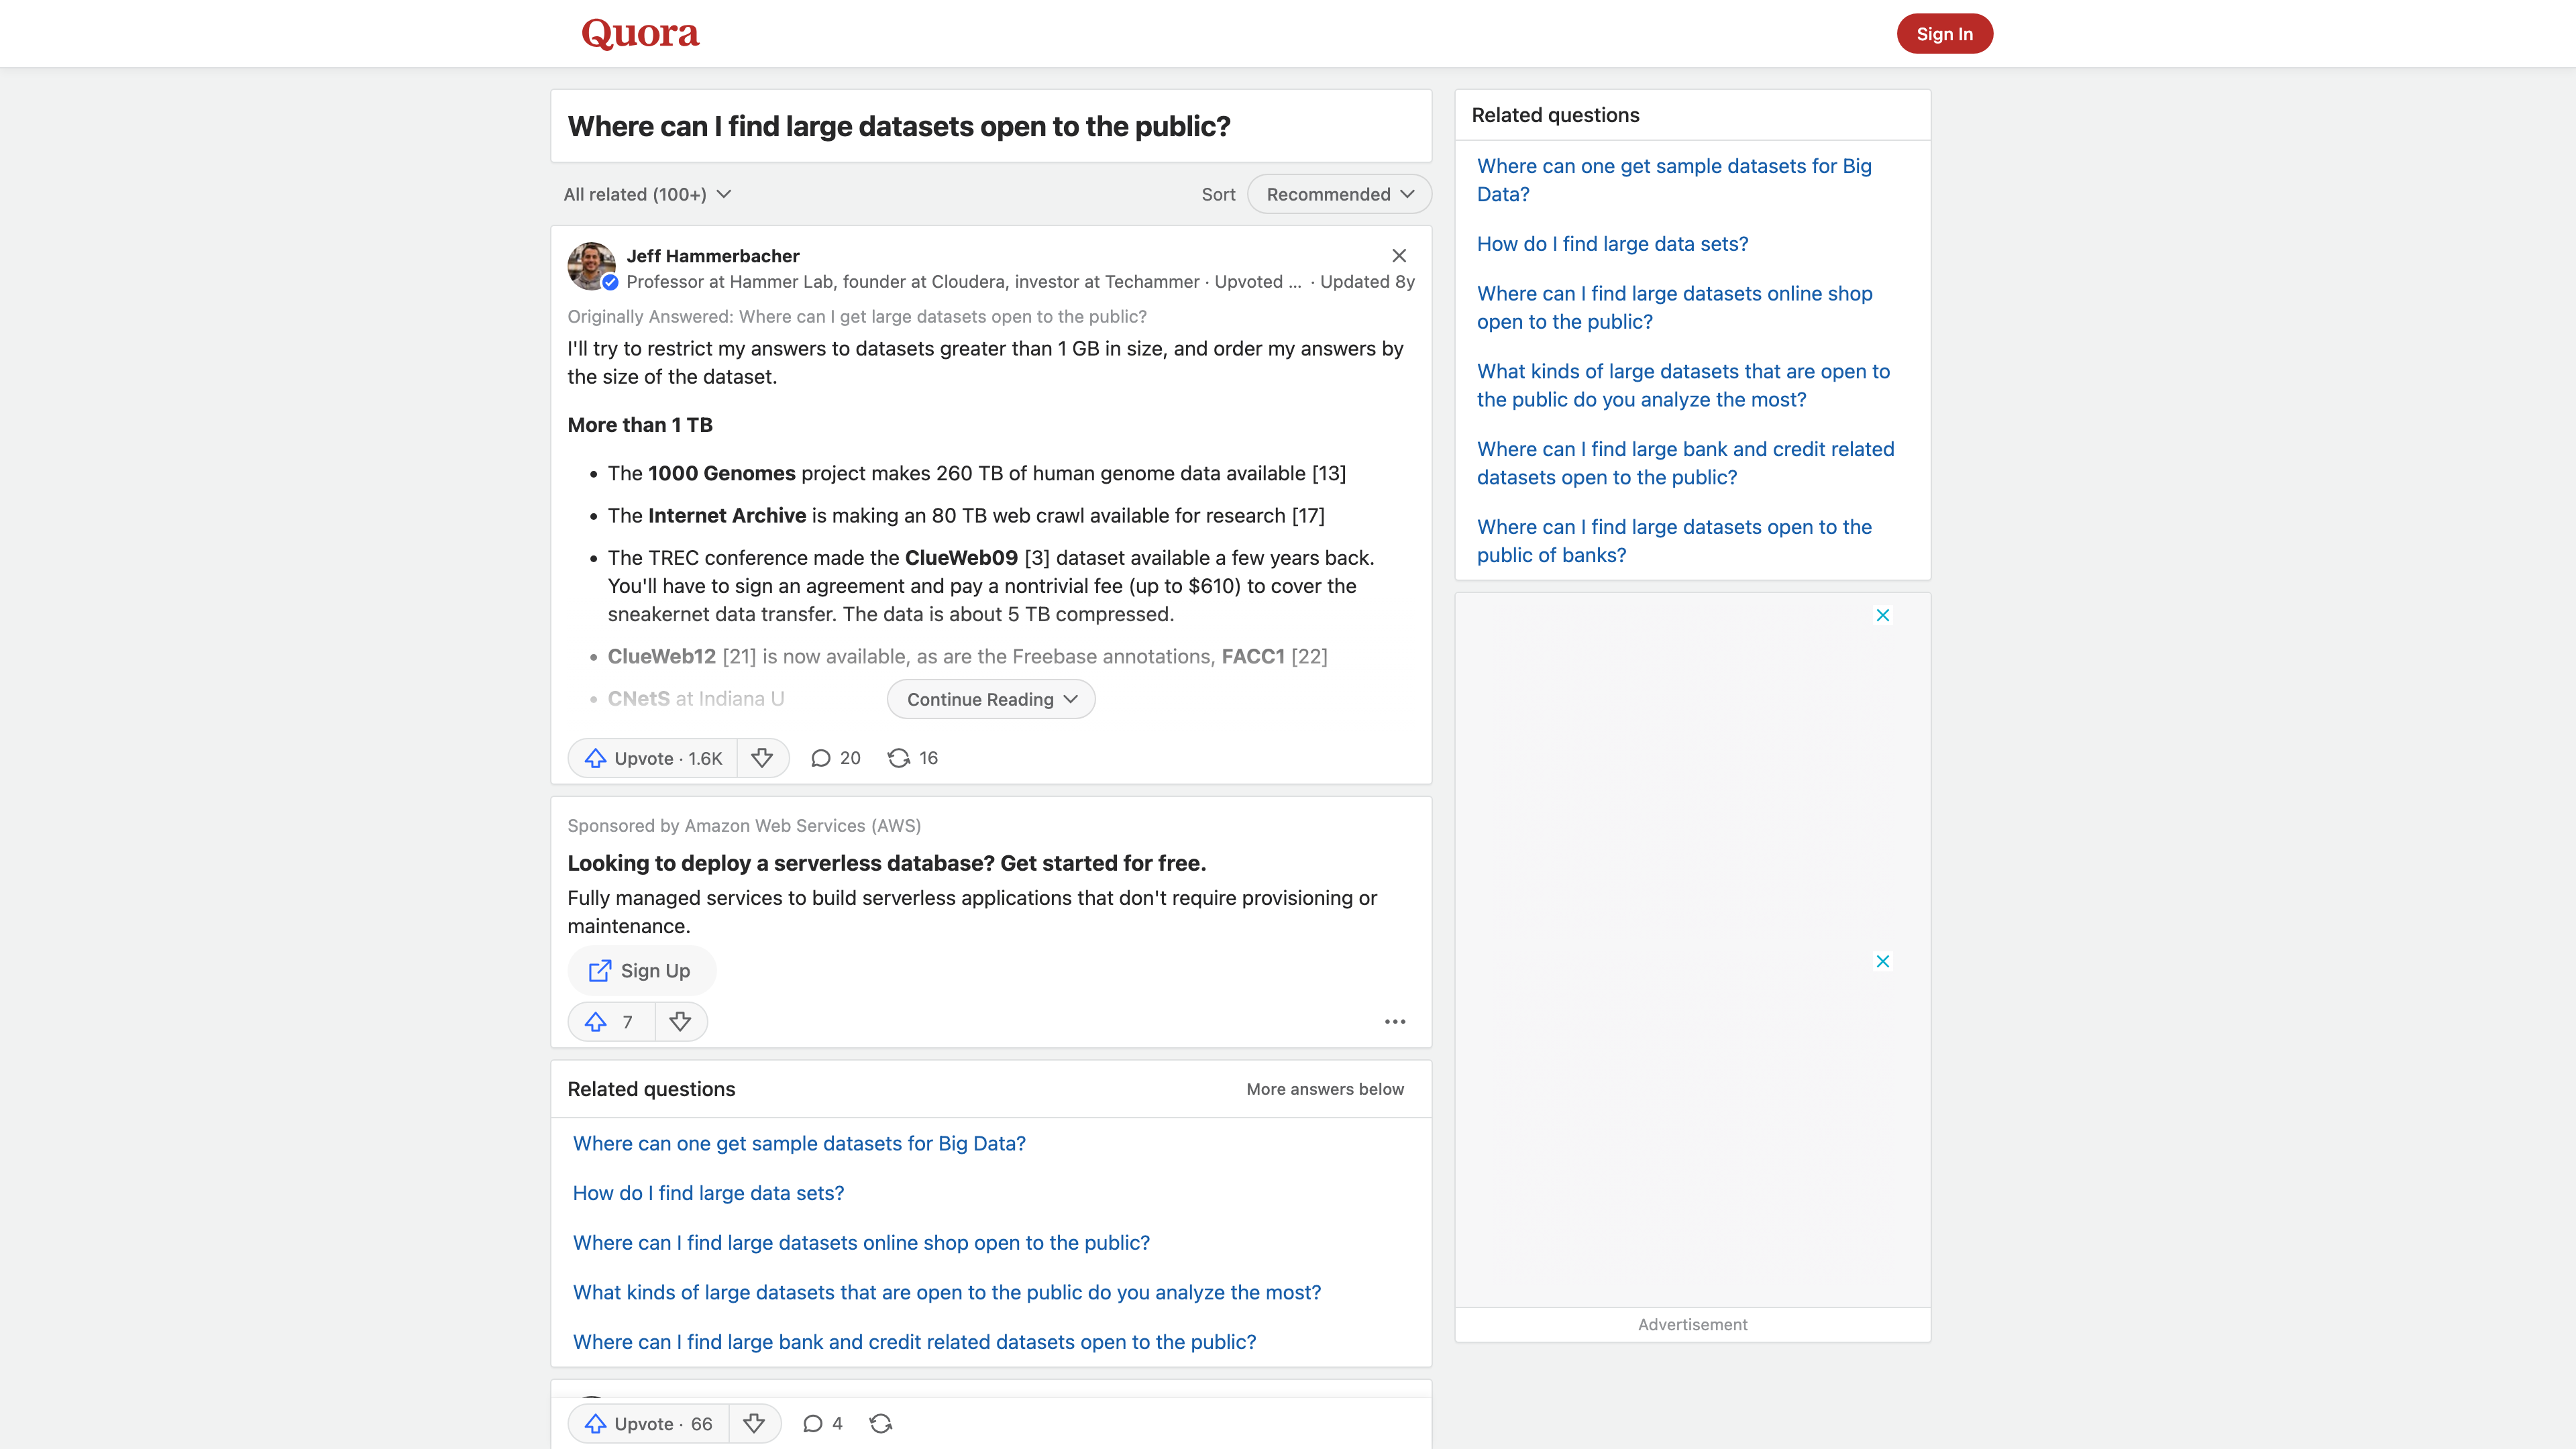 Quora
Sign In
Where can I find large datasets open to the public?
All related (100+)
Sort
Recommended
Jeff Hammerbacher
Professor at Hammer Lab, founder at Cloudera, investor at Techammer · Upvoted ... · Updated 8y
Originally Answered: Where can I get large datasets open to the public?
I'll try to restrict my answers to datasets greater than 1 GB in size, and order my answers by
the size of the dataset.
More than 1 TB
• The 1000 Genomes project makes 260 TB of human genome data available [13]
• The Internet Archive is making an 80 TB web crawl available for research [17]
• The TREC conference made the ClueWeb09 [3] dataset available a few years back.
You'll have to sign an agreement and pay a nontrivial fee (up to $610) to cover the
sneakernet data transfer. The data is about 5 TB compressed.
• ClueWeb12 [21] is now available, as are the Freebase annotations, FACC1 [22]
• CNetS at Indiana U
Continue Reading
Upvote · 1.6K
20
16
Sponsored by Amazon Web Services (AWS)
Looking to deploy a serverless database? Get started for free.
Fully managed services to build serverless applications that don't require provisioning or
maintenance.
Sign Up
7
Related questions
More answers below
Where can one get sample datasets for Big Data?
How do I find large data sets?
Where can I find large datasets online shop open to the public?
What kinds of large datasets that are open to the public do you analyze the most?
Where can I find large bank and credit related datasets open to the public?
Upvote · 66
4
Related questions
Where can one get sample datasets for Big
Data?
How do I find large data sets?
Where can I find large datasets online shop
open to the public?
What kinds of large datasets that are open to
the public do you analyze the most?
Where can I find large bank and credit related
datasets open to the public?
Where can I find large datasets open to the
public of banks?
Advertisement